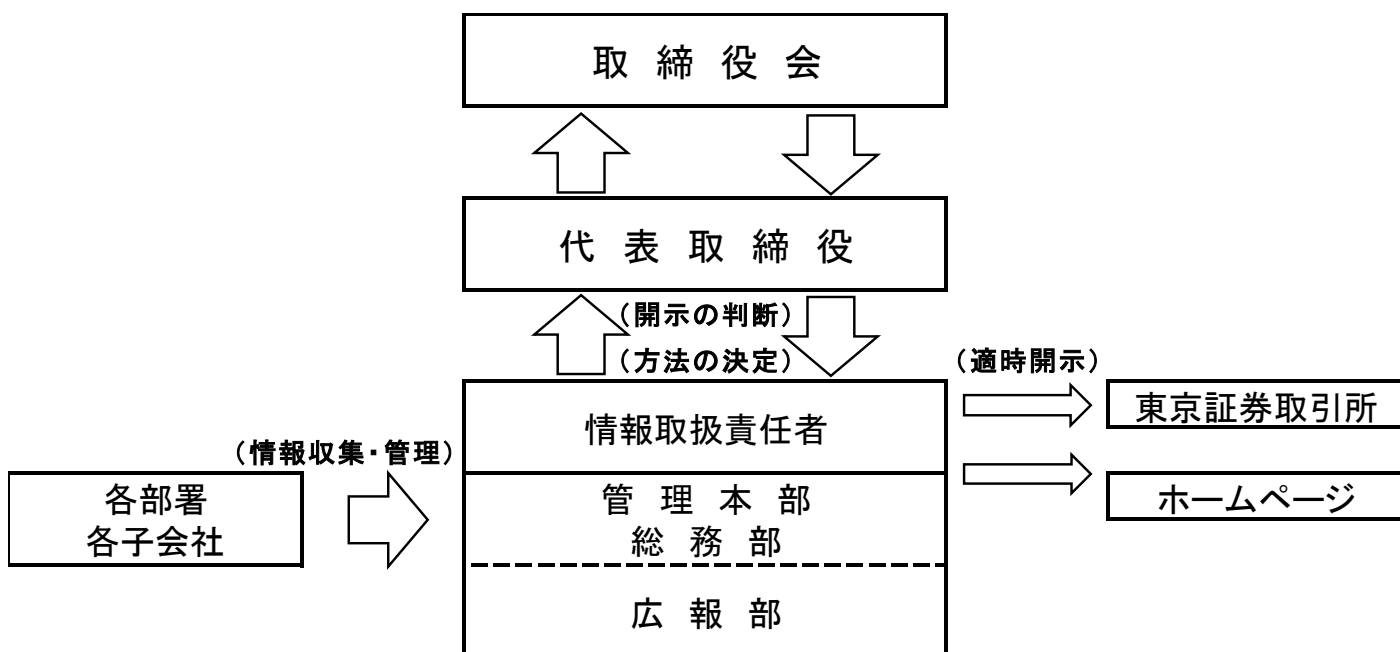 取締役会
代表取締役
（開示の判断）
（方法の決定）
（適時開示）
情報取扱責任者
東京証券取引所
（情報収集・管理）
各部署
各子会社
管理本部
総務部
ホームページ
広報部